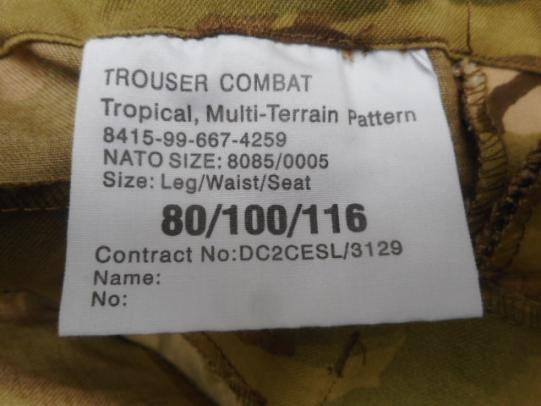 TROUSER COMBAT
Tropical, Multi-Terrain Pattern
8415-99-667-4259
NATO SIZE: 8085/0005
Size: Leg/Waist/Seat
80/100/116
Contract No:DC2CESL/3129
Name:
No: